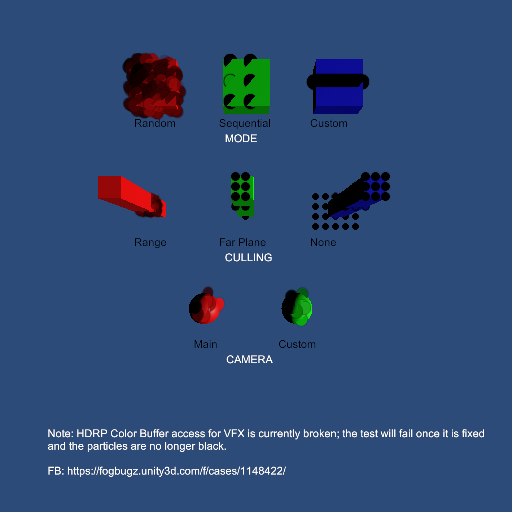 Random Sequential Custom
MODE
Range Far Plane None
CULLING
Main Custom
CAMERA
Note: HDRP Color Buffer access for VFX is currently broken; the test will fail once it is fixed
and the particles are no longer black.
FB: https://fogbugz.unity3d.com/f/cases/1148422/